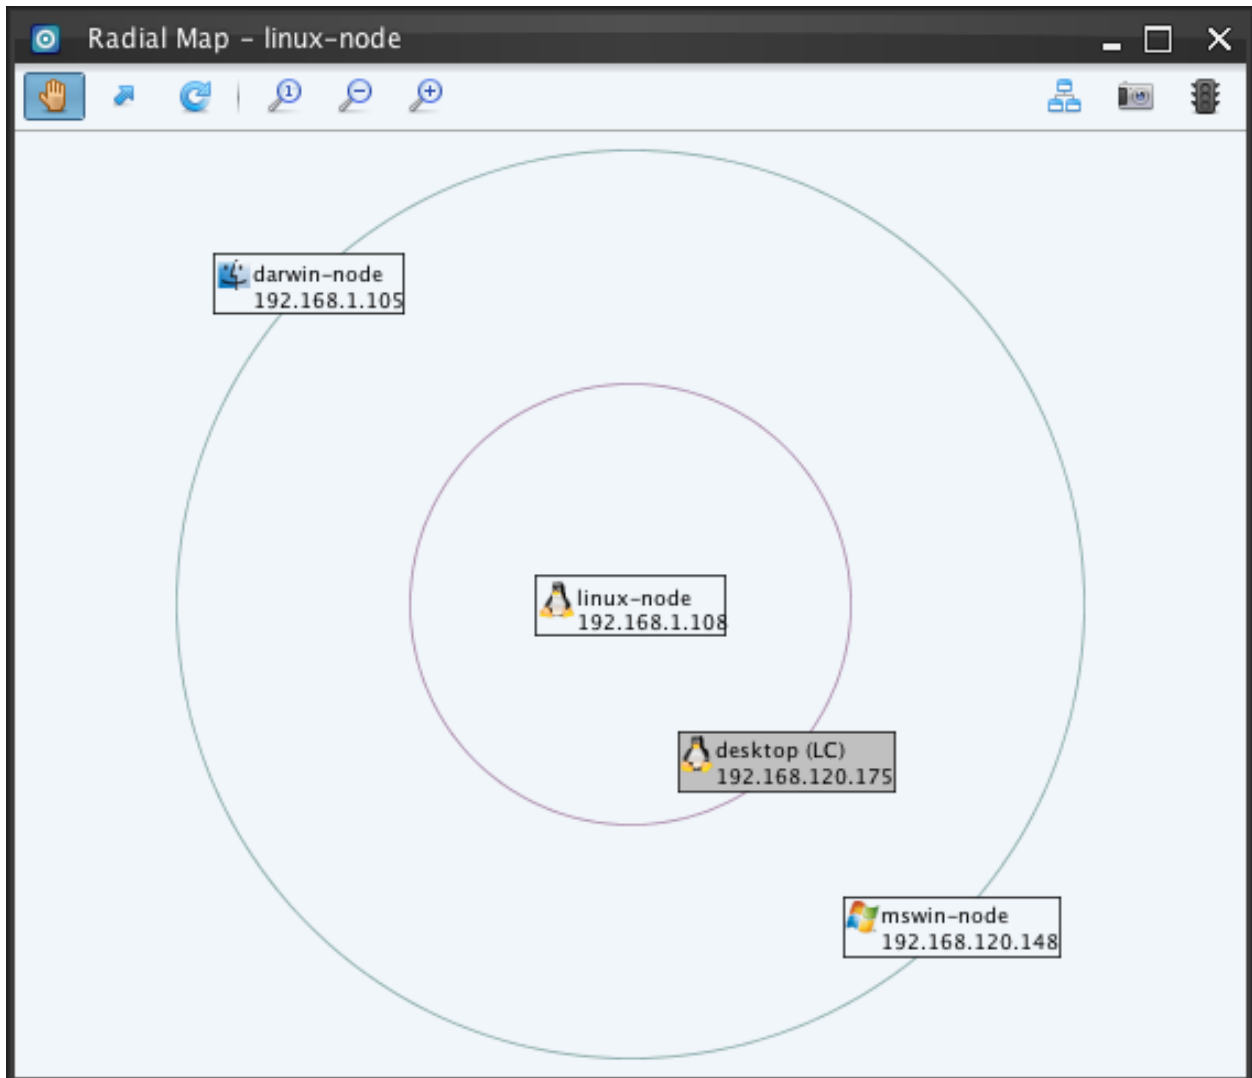 Radial Map - linux-node
1
darwin-node
192.168.1.105
linux-node
192.168.1.108
desktop (LC)
192.168.120.175
mswin-node
192.168.120.148